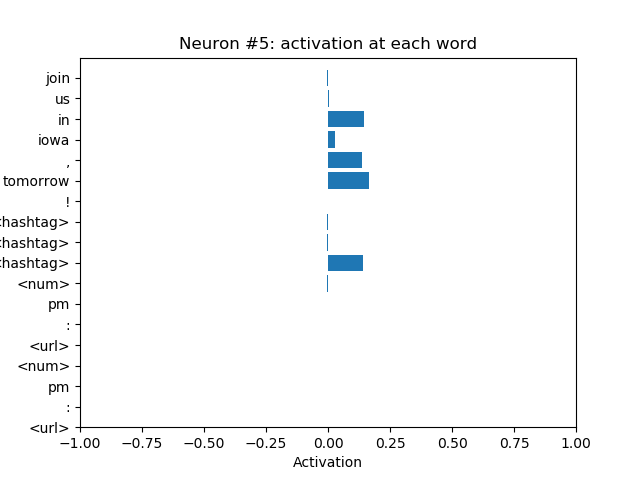 Neuron #5: activation at each word
join
us
in
iowa
,
tomorrow
!
hashtag>
hashtag>
hashtag>
<num>
pm
:
<url>
<num>
pm
:
<url>
−1.00 −0.75 −0.50 −0.25 0.00 0.25 0.50 0.75 1.00
Activation